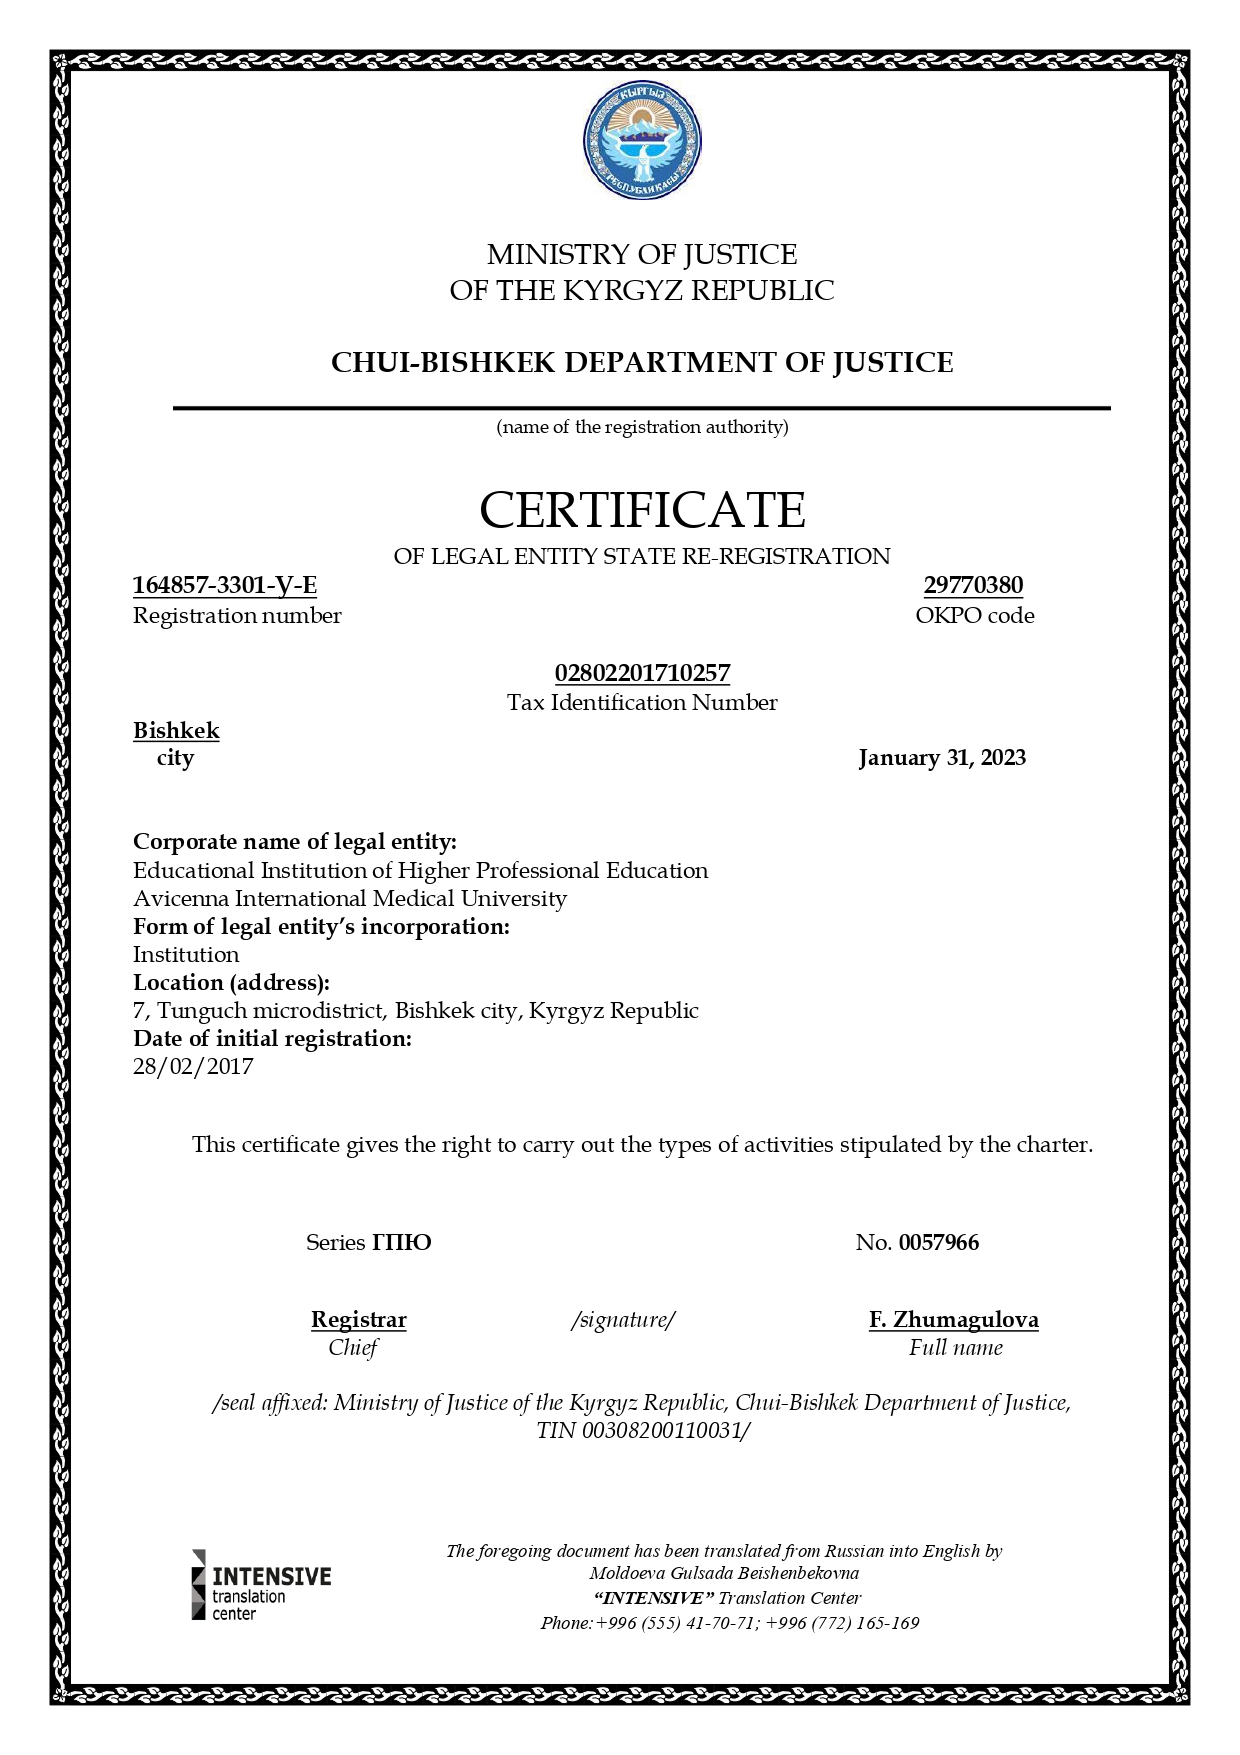 КЫРГЫЗ
РЕСПУБЛИКАСЫ
MINISTRY OF JUSTICE
OF THE KYRGYZ REPUBLIC
CHUI-BISHKEK DEPARTMENT OF JUSTICE
(name of the registration authority)
CERTIFICATE
OF LEGAL ENTITY STATE RE-REGISTRATION
164857-3301-У-Е 29770380
Registration number OKPO code
02802201710257
Tax Identification Number
Bishkek
city January 31, 2023
Corporate name of legal entity:
Educational Institution of Higher Professional Education
Avicenna International Medical University
Form of legal entity’s incorporation:
Institution
Location (address):
7, Tunguch microdistrict, Bishkek city, Kyrgyz Republic
Date of initial registration:
28/02/2017
This certificate gives the right to carry out the types of activities stipulated by the charter.
Series ГПЮ No. 0057966
Registrar /signature/ F. Zhumagulova
Chief Full name
/seal affixed: Ministry of Justice of the Kyrgyz Republic, Chui-Bishkek Department of Justice,
TIN 00308200110031/
INTENSIVE
translation
center
The foregoing document has been translated from Russian into English by
Moldoeva Gulsada Beishenbekovna
“INTENSIVE” Translation Center
Phone:+996 (555) 41-70-71; +996 (772) 165-169